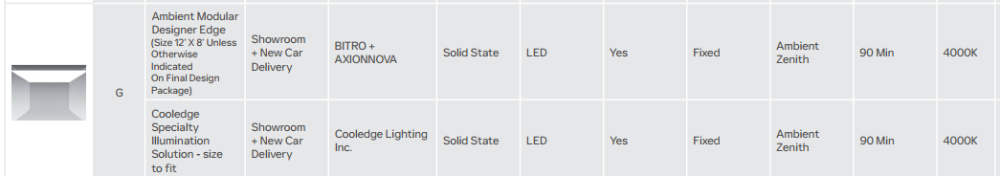 G
Ambient Modular
Designer Edge
(Size 12' X 8' Unless
Otherwise
Indicated
On Final Design
Package)
Showroom
+ New Car
Delivery
BITRO +
AXIONNOVA
Solid State
LED
Yes
Fixed
Ambient
Zenith
90 Min
4000K
Cooledge
Specialty
Illumination
Solution - size
to fit
Showroom
+ New Car
Delivery
Cooledge Lighting
Inc.
Solid State
LED
Yes
Fixed
Ambient
Zenith
90 Min
4000K